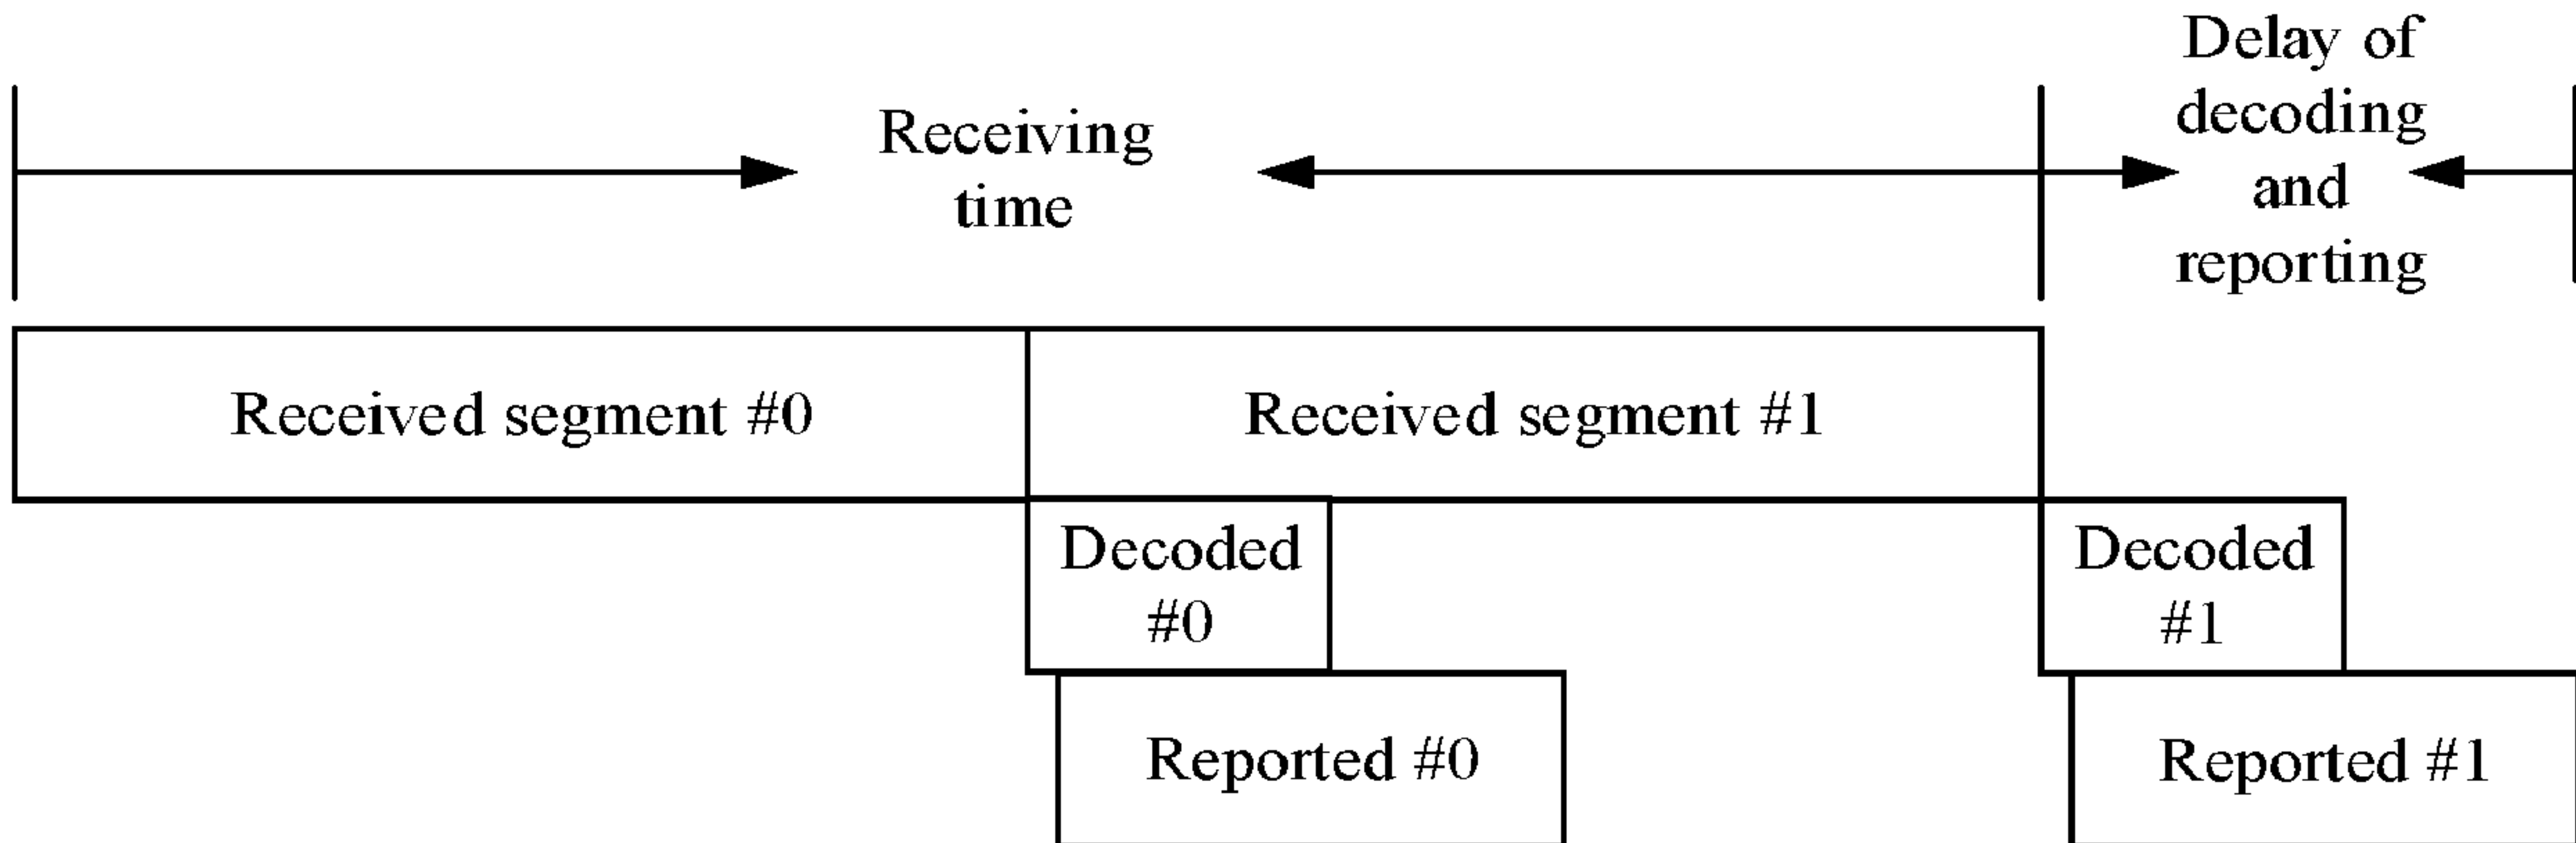 Receiving
time
Delay of
decoding
and
reporting
Received segment #0
Received segment #1
Decoded
#0
Decoded
#1
Reported #0
Reported #1